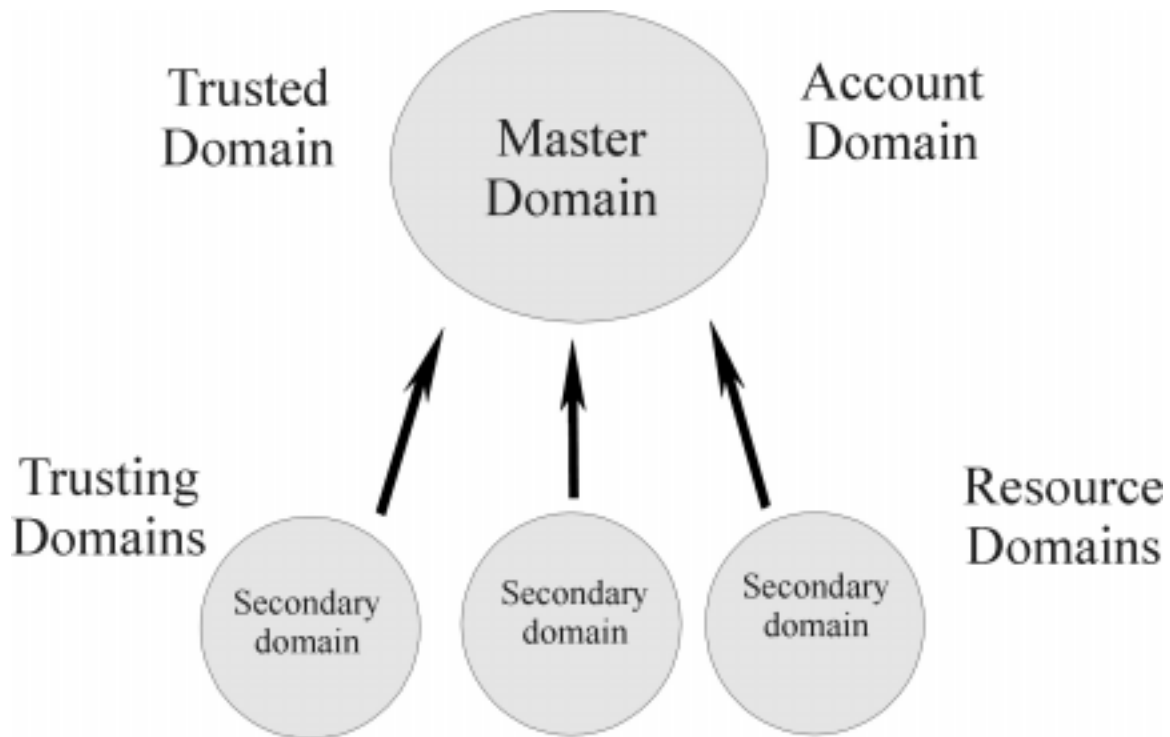 Trusted
Domain
Master
Domain
Account
Domain
Trusting
Domains
Resource
Domains
Secondary
domain
Secondary
domain
Secondary
domain